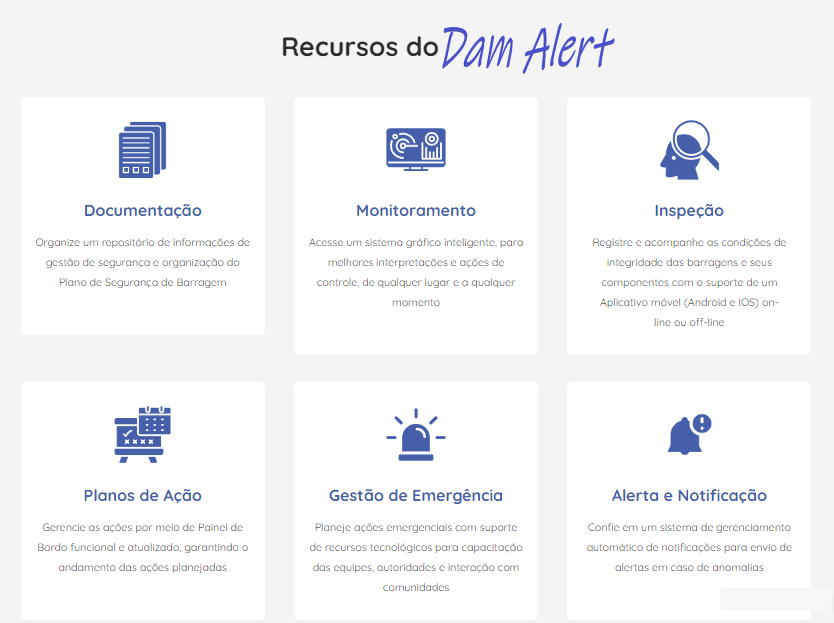 Recursos do Dam Alert
Documentação
Organize um repositório de informações de
gestão de segurança e organização do
Plano de Segurança de Barragem
Monitoramento
Acesse um sistema gráfico inteligente, para
melhores interpretações e ações de
controle, de qualquer lugar e a qualquer
momento
Inspeção
Registre e acompanhe as condições de
integridade das barragens e seus
componentes com o suporte de um
Aplicativo móvel (Android e IOS) on-
line ou off-line
Planos de Ação
Gerencie as ações por meio de Painel de
Bordo funcional e atualizado, garantindo o
andamento das ações planejadas
Gestão de Emergência
Planeje ações emergenciais com suporte
de recursos tecnológicos para capacitação
das equipes, autoridades e interação com
comunidades
Alerta e Notificação
Confie em um sistema de gerenciamento
automático de notificações para envio de
alertas em caso de anomalias